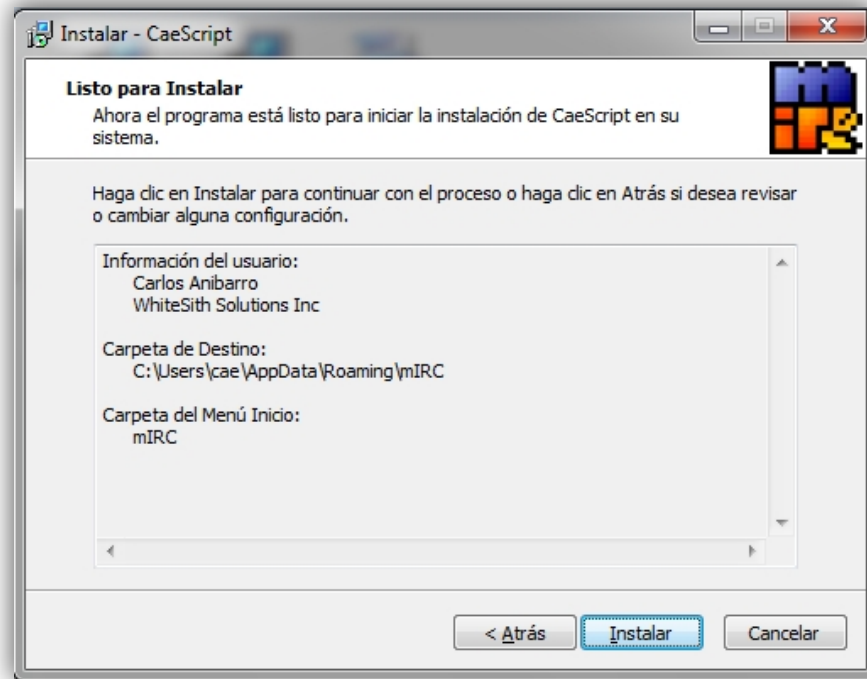 Instalar - CaeScript
Listo para Instalar
Ahora el programa está listo para iniciar la instalación de CaeScript en su
sistema.
mIRC
Haga clic en Instalar para continuar con el proceso o haga clic en Atrás si desea revisar
o cambiar alguna configuración.
Información del usuario:
Carlos Anibarro
WhiteSith Solutions Inc
Carpeta de Destino:
C:\Users\cae\AppData\Roaming\mIRC
Carpeta del Menú Inicio:
mIRC
< Atrás
Instalar
Cancelar